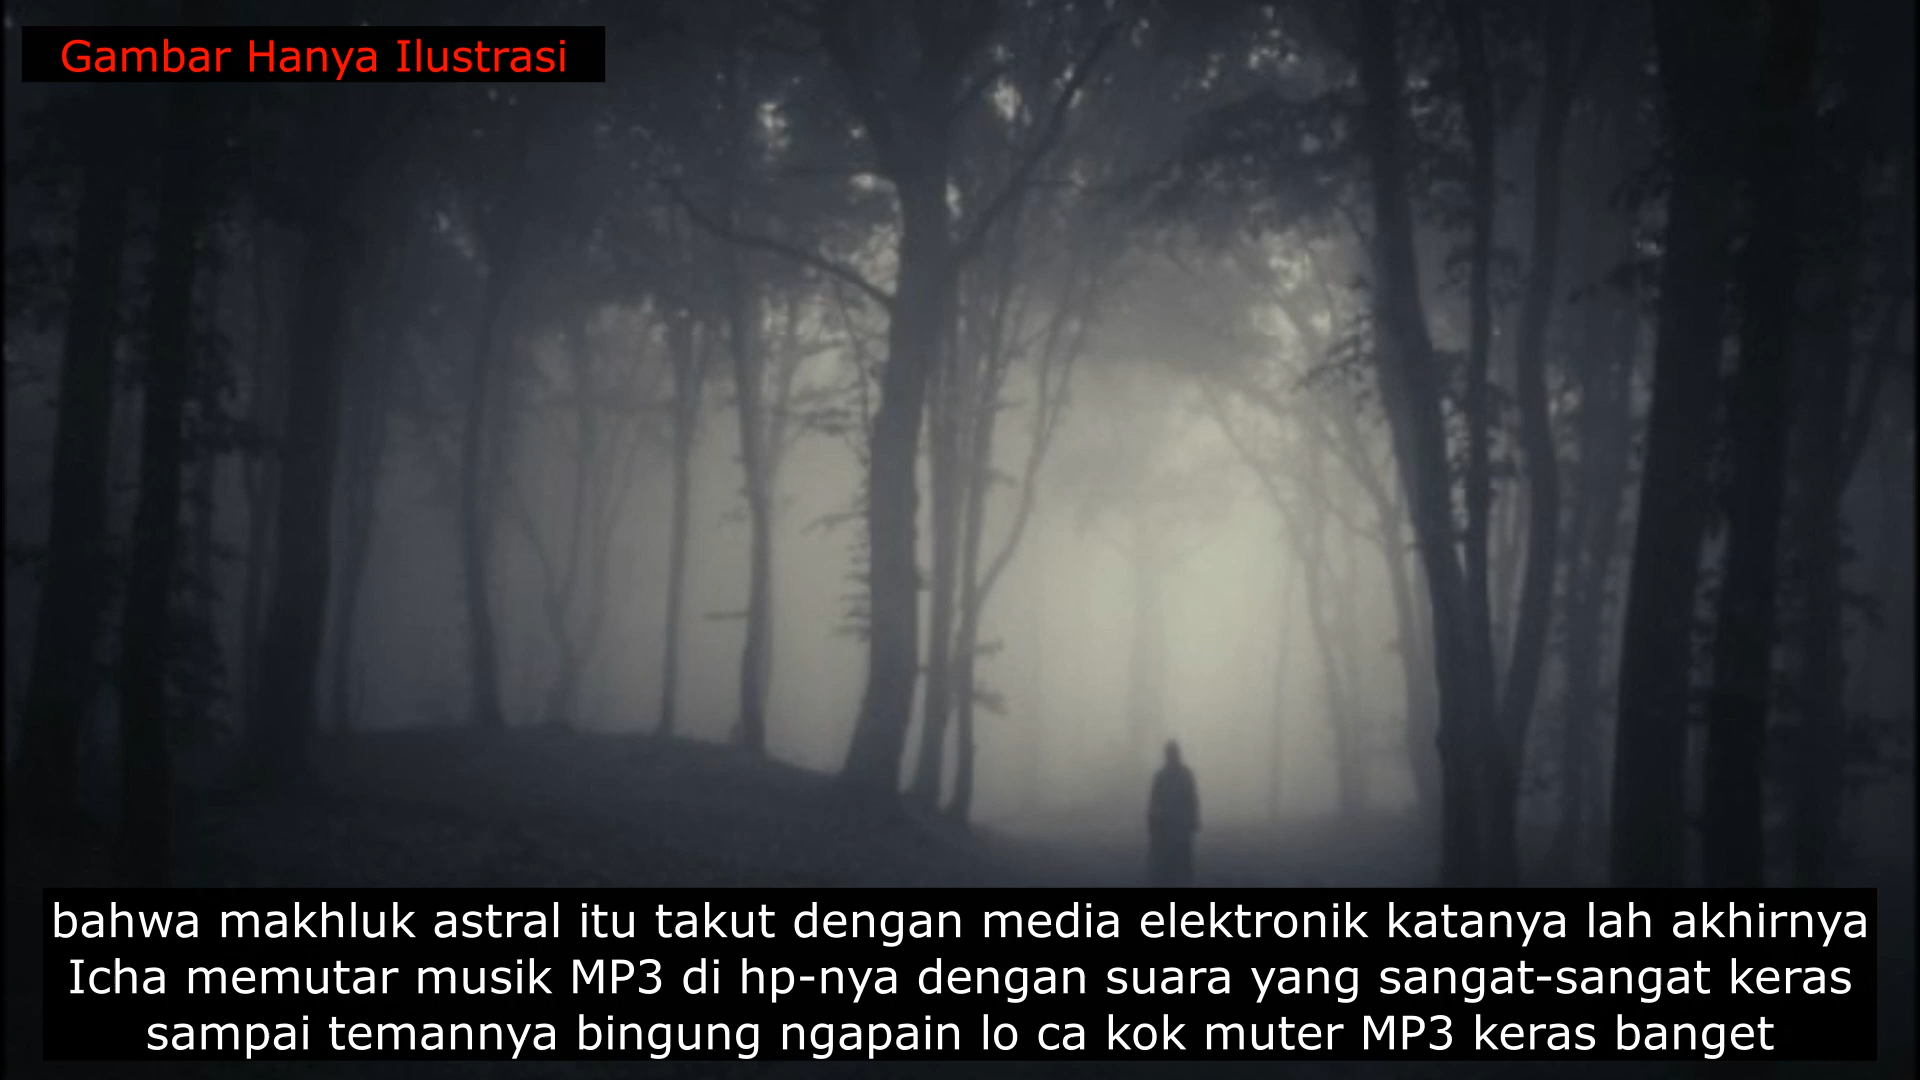 Gambar Hanya Ilustrasi
bahwa makhluk astral itu takut dengan media elektronik katanya lah akhirnya
Icha memutar musik MP3 di hp-nya dengan suara yang sangat-sangat keras
sampai temannya bingung ngapain lo ca kok muter MP3 keras banget